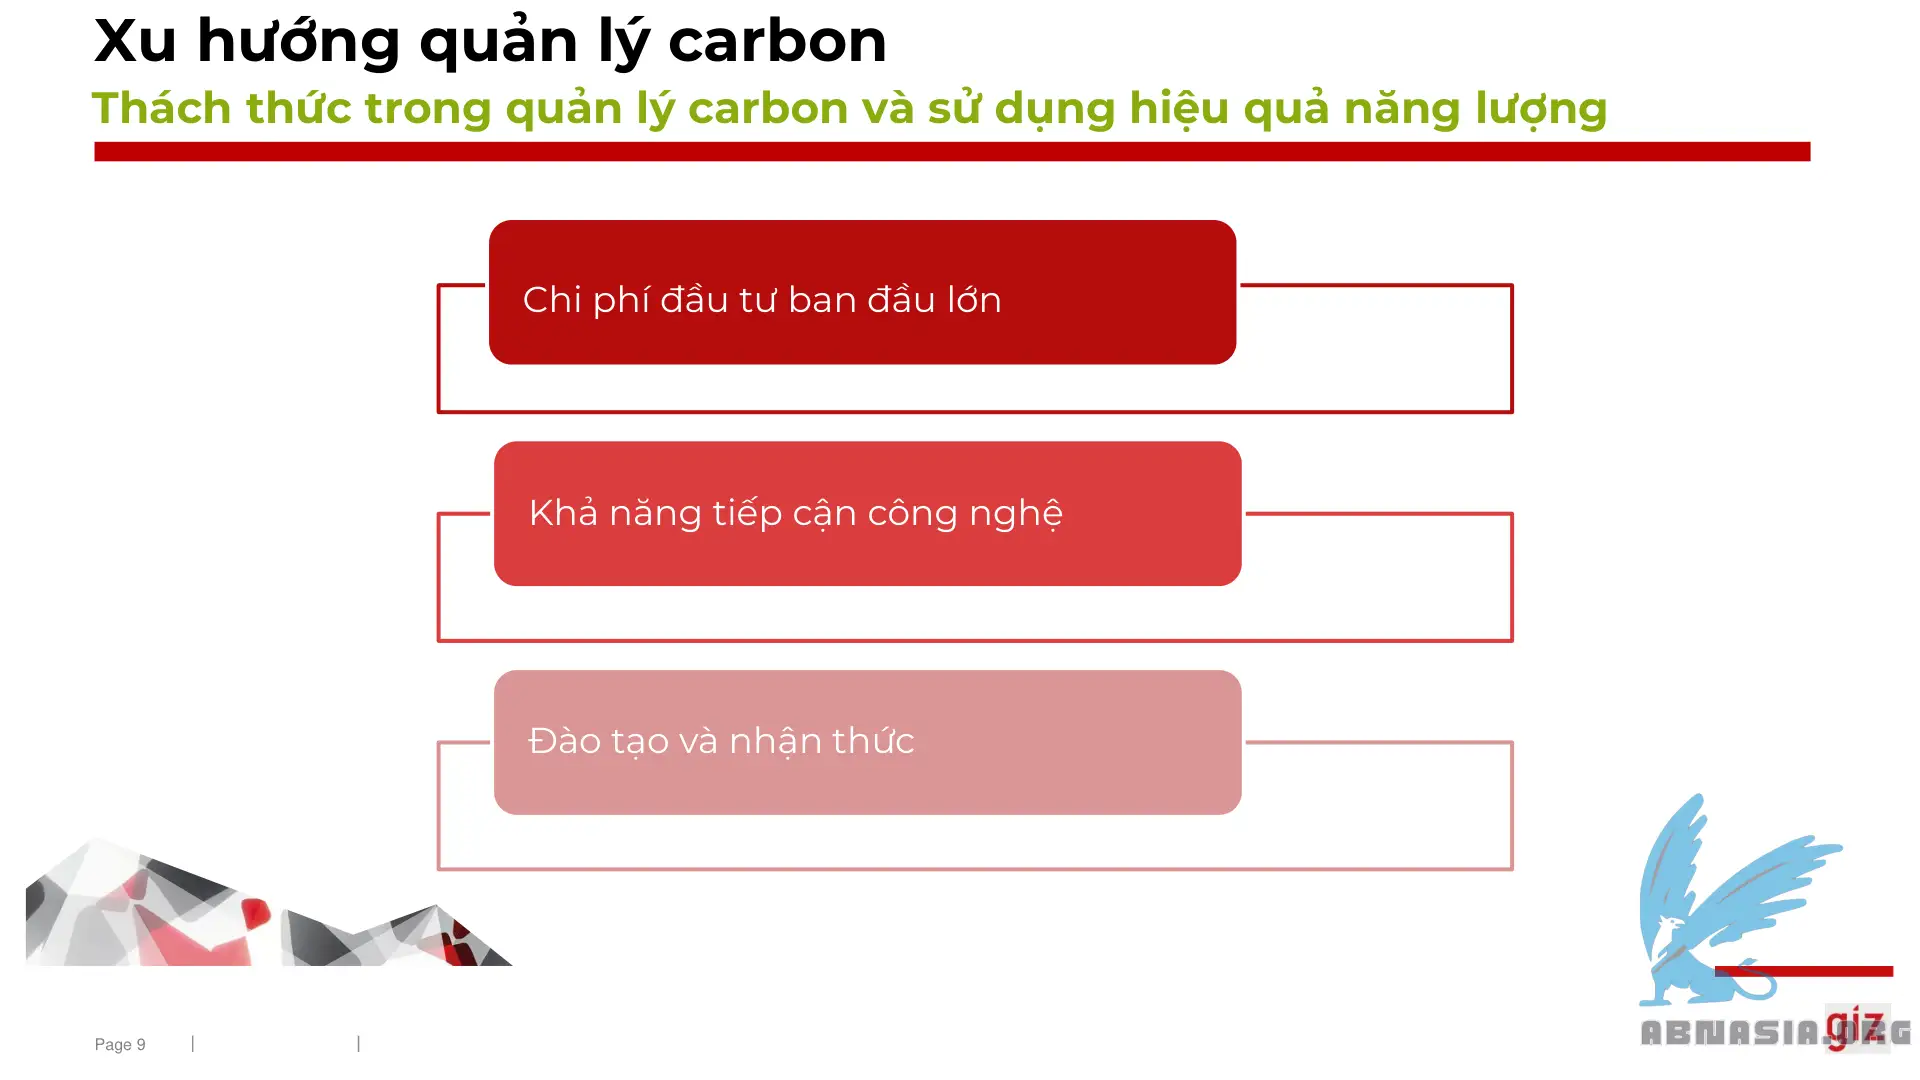 Xu hướng quản lý carbon
Thách thức trong quản lý carbon và sử dụng hiệu quả năng lượng
Chi phí đầu tư ban đầu lớn
Khả năng tiếp cận công nghệ
Đào tạo và nhận thức
Page 9
giz
ABNASIA.ORG